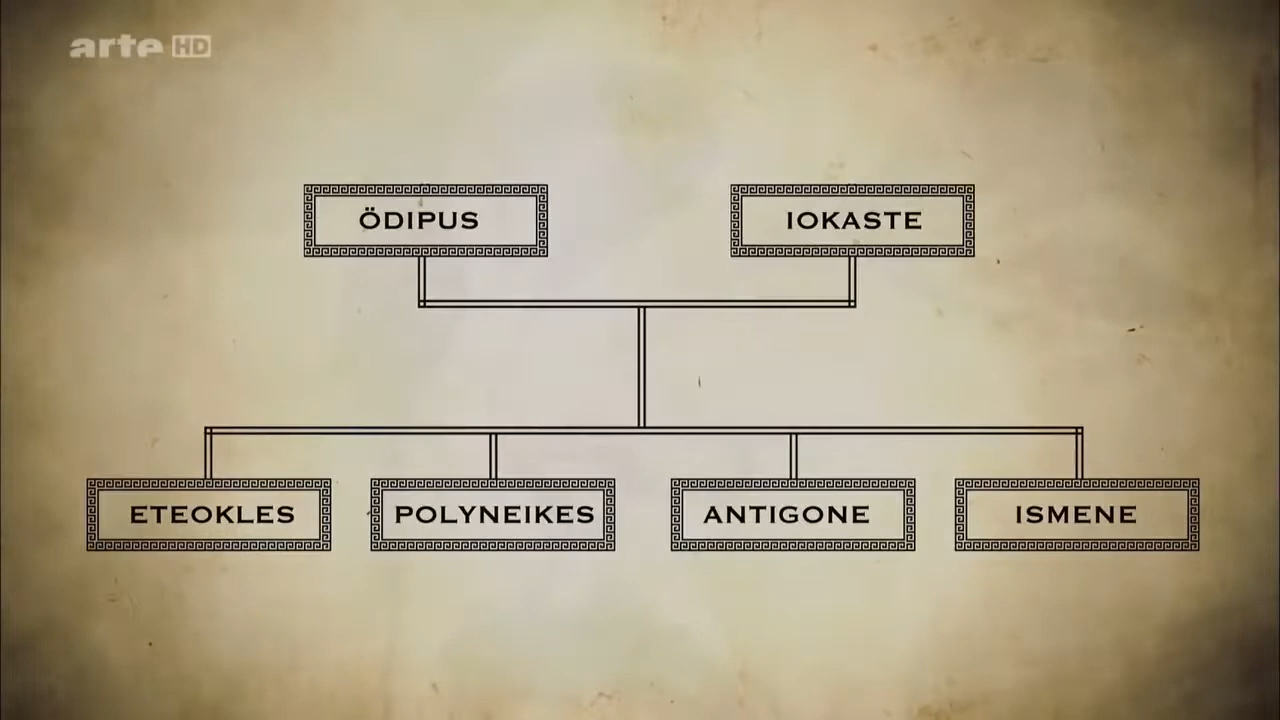 arte HD
ÖDIPUS
IOKASTE
ETEOKLES
POLYNEIKES
ANTIGONE
ISMENE